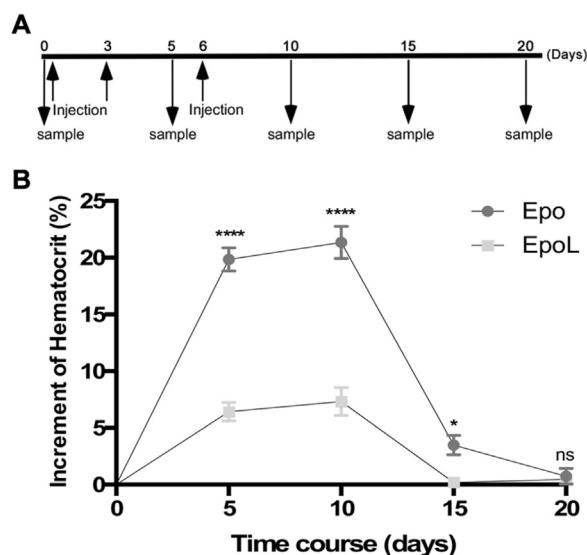 A
0 3 5 6 10 15 20 (Days)
Injection Injection
sample sample sample sample sample
B
Increment of Hematocrit (%)
25
20
15
10
5
0
**** **** * ns
Epo
EpoL
0 5 10 15 20
Time course (days)